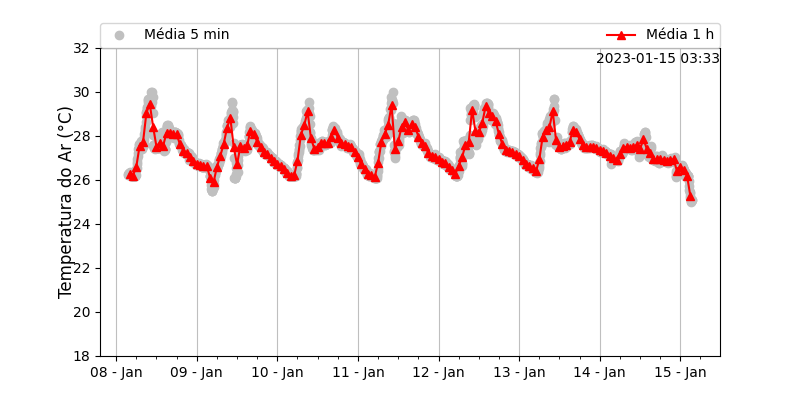 Média 5 min
Média 1 h
2023-01-15 03:33
Temperatura do Ar (°C)
32
30
28
26
24
22
20
18
08 - Jan
09 - Jan
10 - Jan
11 - Jan
12 - Jan
13 - Jan
14 - Jan
15 - Jan